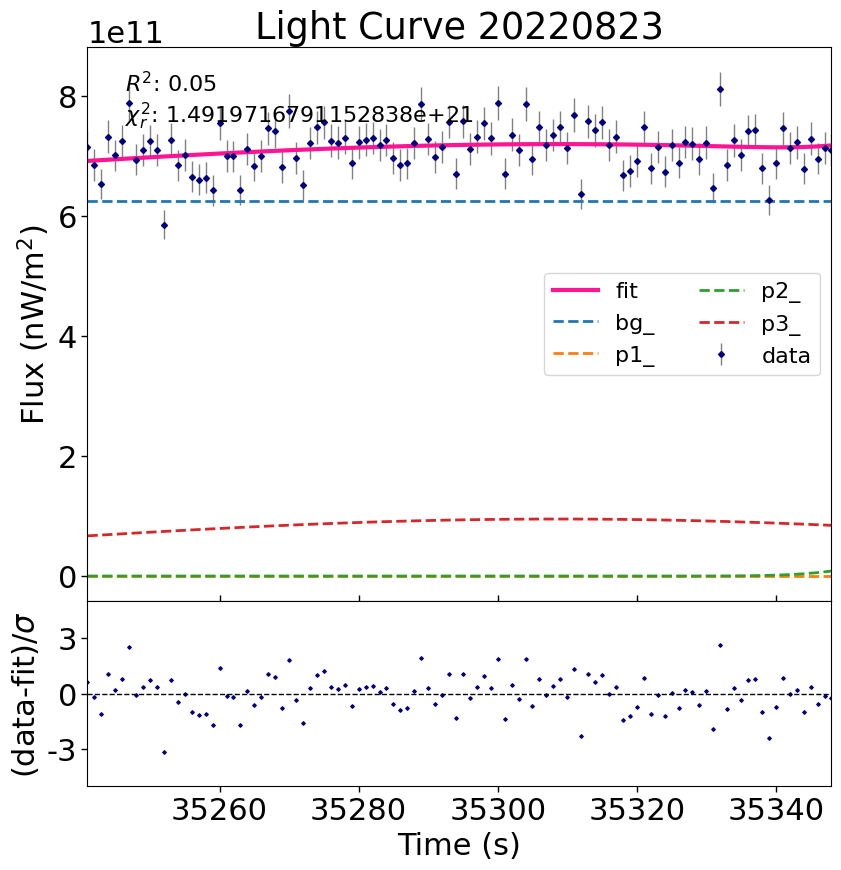 Light Curve 20220823
1e11
R²: 0.05
χ²ᵣ: 1.4919716791152838e+21
8
6
4
2
0
Flux (nW/m²)
fit
bg_
p1_
p2_
p3_
data
3
0
-3
(data-fit)/σ
35260 35280 35300 35320 35340
Time (s)